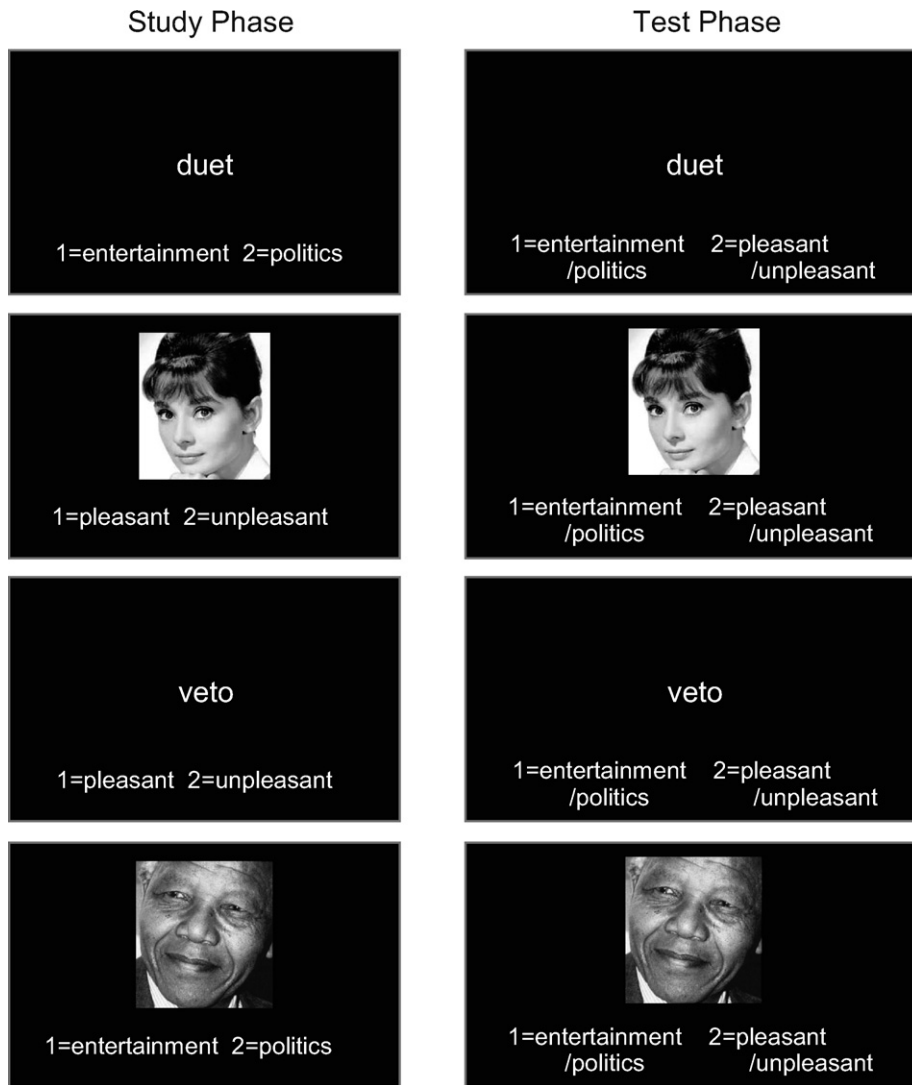 Study Phase
Test Phase
duet
1=entertainment 2=politics
duet
1=entertainment 2=pleasant
/politics /unpleasant
1=pleasant 2=unpleasant
1=entertainment 2=pleasant
/politics /unpleasant
veto
1=pleasant 2=unpleasant
veto
1=entertainment 2=pleasant
/politics /unpleasant
1=entertainment 2=politics
1=entertainment 2=pleasant
/politics /unpleasant